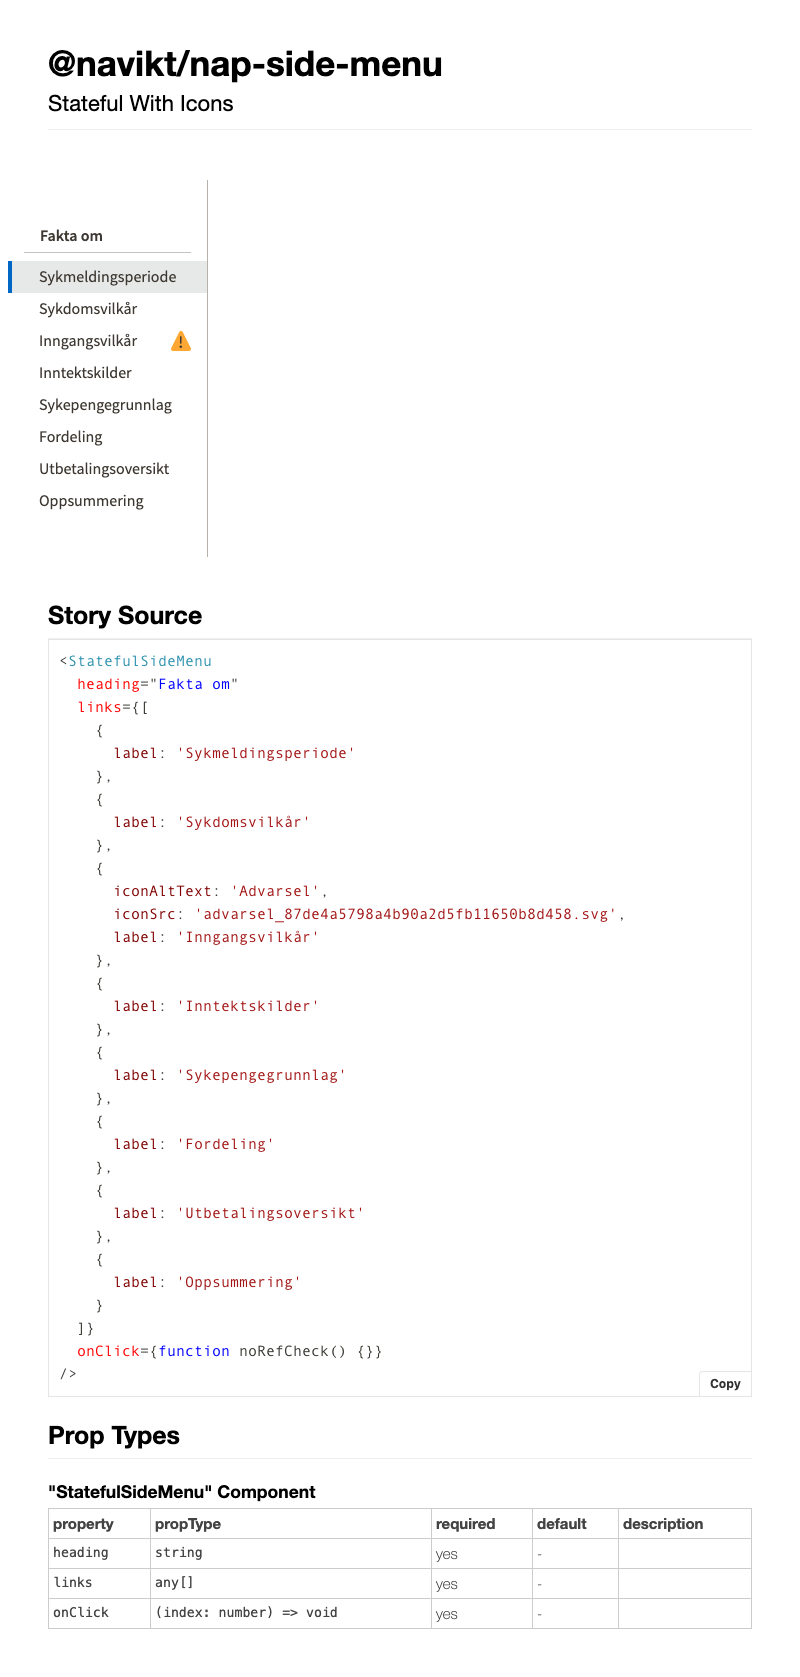 @navikt/nap-side-menu
Stateful With Icons
Fakta om
Sykmeldingsperiode
Sykdomsvilkår
Inngangsvilkår
Inntektskilder
Sykepengegrunnlag
Fordeling
Utbetalingsoversikt
Oppsummering
Story Source
<StatefulSideMenu
  heading="Fakta om"
  links={[
    {
      label: 'Sykmeldingsperiode'
    },
    {
      label: 'Sykdomsvilkår'
    },
    {
      iconAltText: 'Advarsel',
      iconSrc: 'advarsel_87de4a5798a4b90a2d5fb11650b8d458.svg',
      label: 'Inngangsvilkår'
    },
    {
      label: 'Inntektskilder'
    },
    {
      label: 'Sykepengegrunnlag'
    },
    {
      label: 'Fordeling'
    },
    {
      label: 'Utbetalingsoversikt'
    },
    {
      label: 'Oppsummering'
    }
  ]}
  onClick={function noRefCheck() {}}
/>
Copy
Prop Types
"StatefulSideMenu" Component
property propType required default description
heading string yes -
links any[] yes -
onClick (index: number) => void yes -